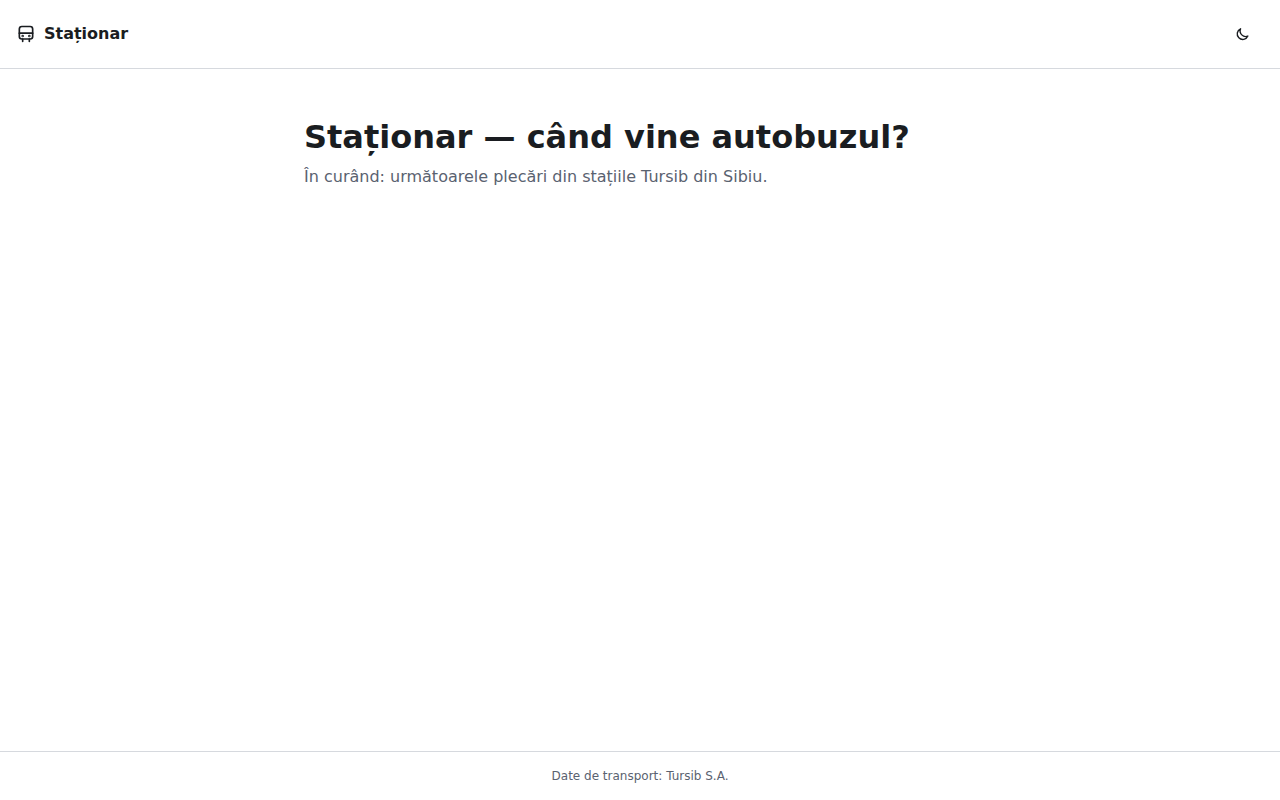 Staționar
Staționar — când vine autobuzul?
În curând: următoarele plecări din stațiile Tursib din Sibiu.
Date de transport: Tursib S.A.